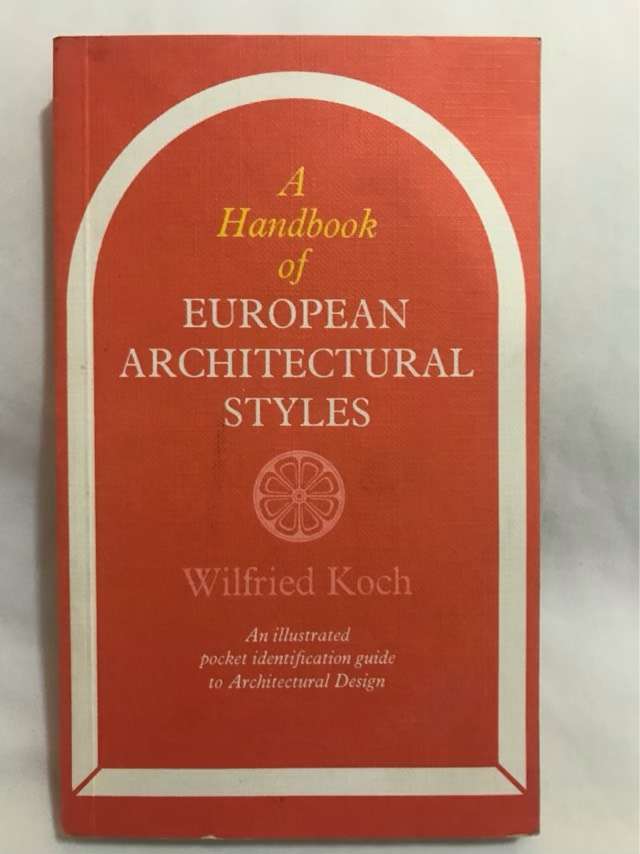 A
Handbook
of
EUROPEAN
ARCHITECTURAL
STYLES
Wilfried Koch
An illustrated
pocket identification guide
to Architectural Design